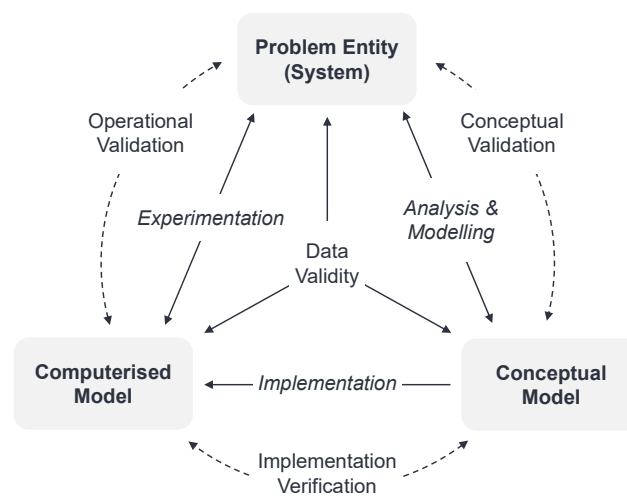 Problem Entity
(System)
Operational
Validation
Conceptual
Validation
Experimentation
Analysis &
Modelling
Data
Validity
Computerised
Model
Implementation
Conceptual
Model
Implementation
Verification